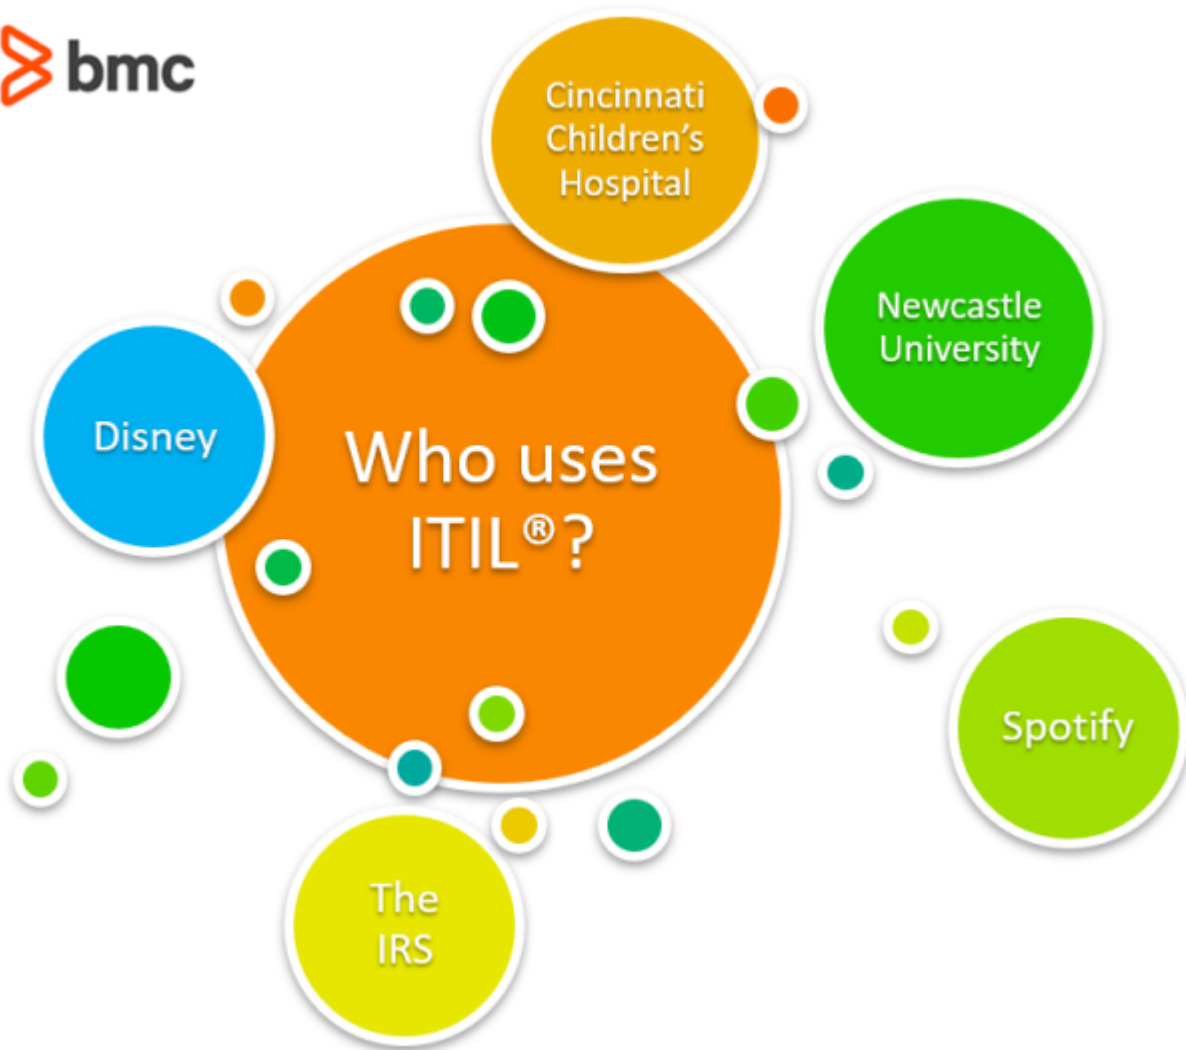 bmc
Cincinnati
Children's
Hospital
Newcastle
University
Disney
Who uses
ITIL®?
Spotify
The
IRS